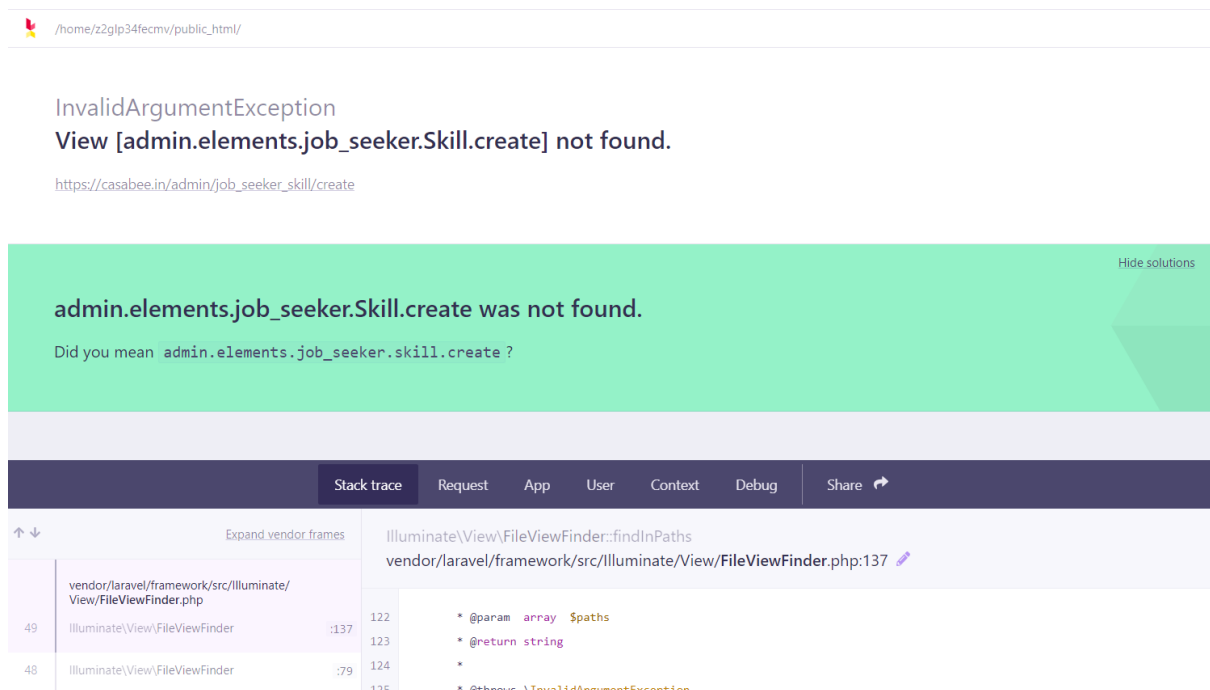 /home/z2glp34fecmv/public_html/
InvalidArgumentException
View [admin.elements.job_seeker.Skill.create] not found.
https://casabee.in/admin/job_seeker_skill/create
Hide solutions
admin.elements.job_seeker.Skill.create was not found.
Did you mean admin.elements.job_seeker.skill.create ?
Stack trace Request App User Context Debug Share
Expand vendor frames
Illuminate\View\FileViewFinder::findInPaths
vendor/laravel/framework/src/Illuminate/View/FileViewFinder.php:137
vendor/laravel/framework/src/Illuminate/
View/FileViewFinder.php
49 Illuminate\View\FileViewFinder :137
48 Illuminate\View\FileViewFinder :79
122 * @param array $paths
123 * @return string
124 *
125 * @throws \InvalidArgumentException